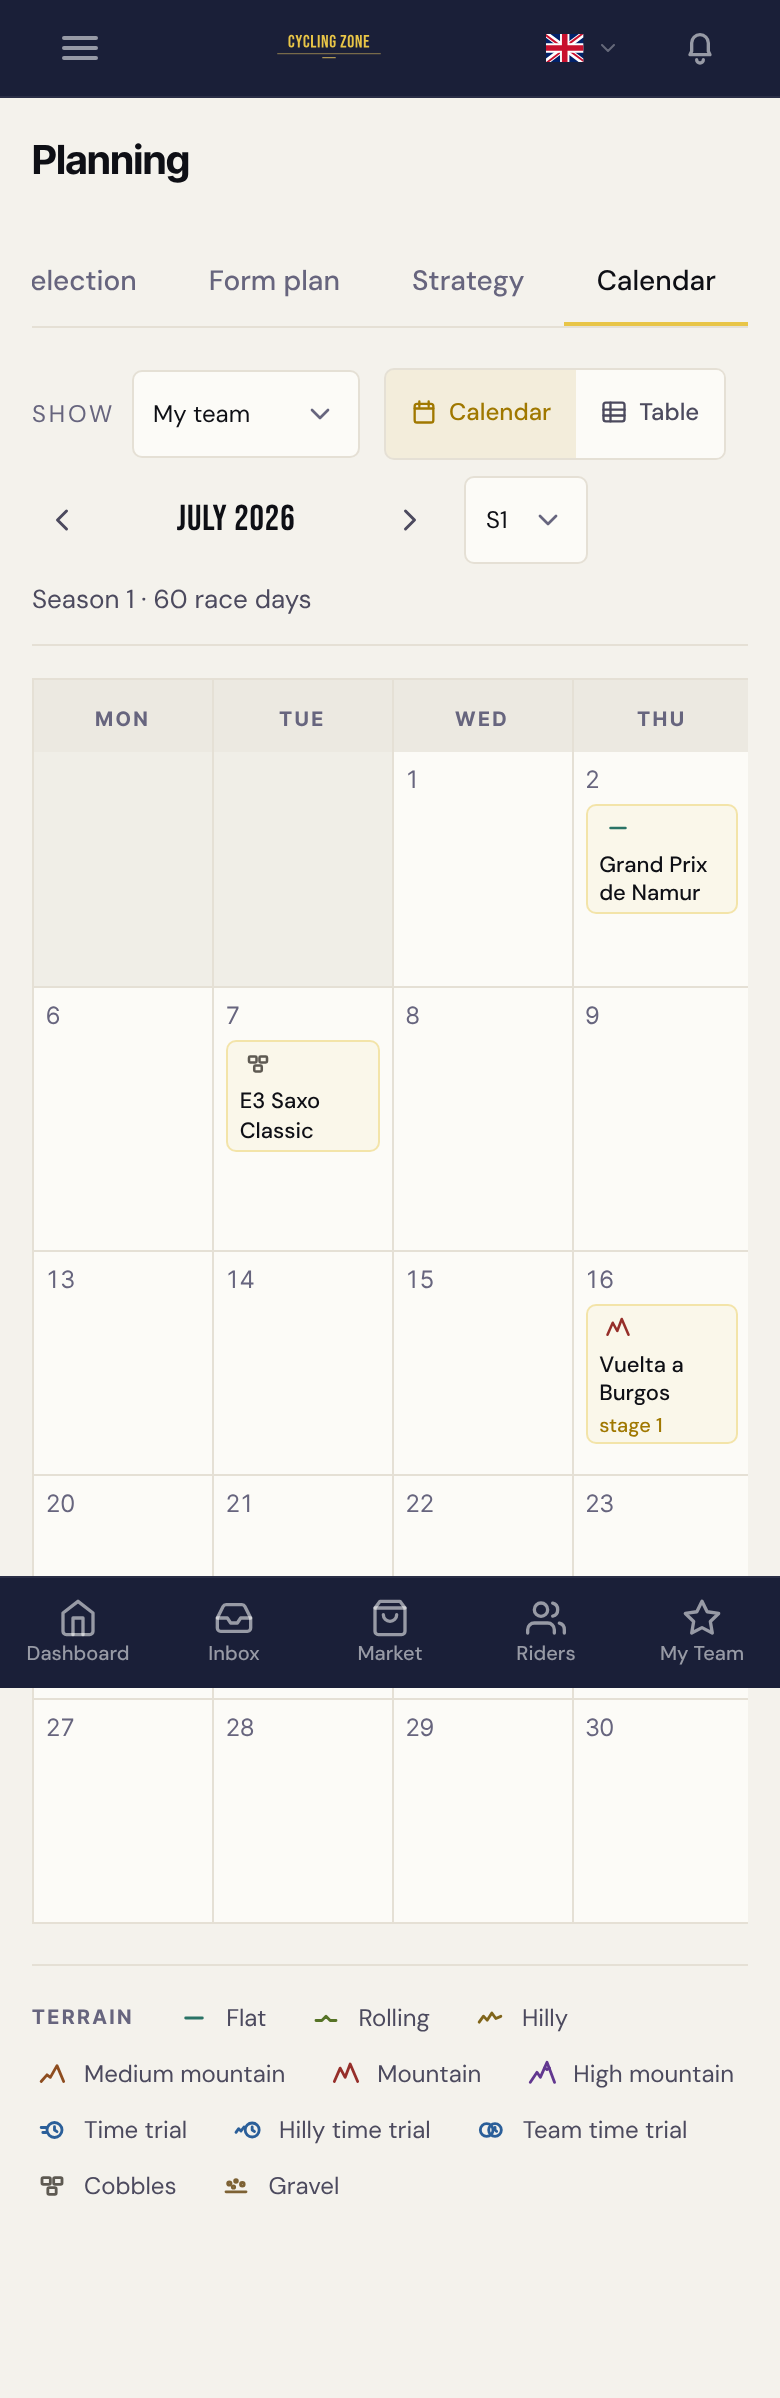 CYCLING ZONE
Planning
election Form plan Strategy Calendar
SHOW My team Calendar Table
JULY 2026 S1
Season 1 · 60 race days
MON TUE WED THU
1 2
Grand Prix
de Namur
6 7 8 9
E3 Saxo
Classic
13 14 15 16
Vuelta a
Burgos
stage 1
20 21 22 23
Dashboard Inbox Market Riders My Team
27 28 29 30
TERRAIN Flat Rolling Hilly
Medium mountain Mountain High mountain
Time trial Hilly time trial Team time trial
Cobbles Gravel